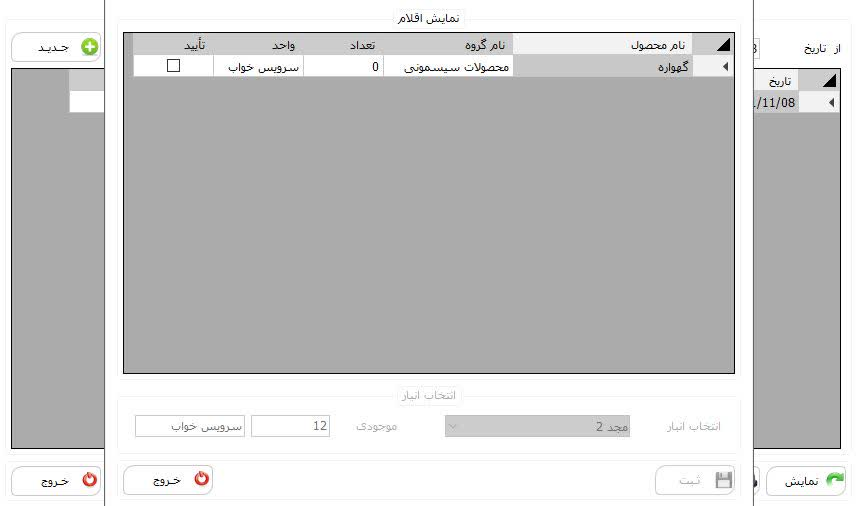 نمایش اقلام
از تاریخ
جدید
نام محصول نام گروه تعداد واحد تأیید
گهواره محصولات سیسمونی 0 سرویس خواب
تاریخ
/11/08
انتخاب انبار
انتخاب انبار مجد 2 موجودی 12 سرویس خواب
نمایش
ثبت
خروج
خروج